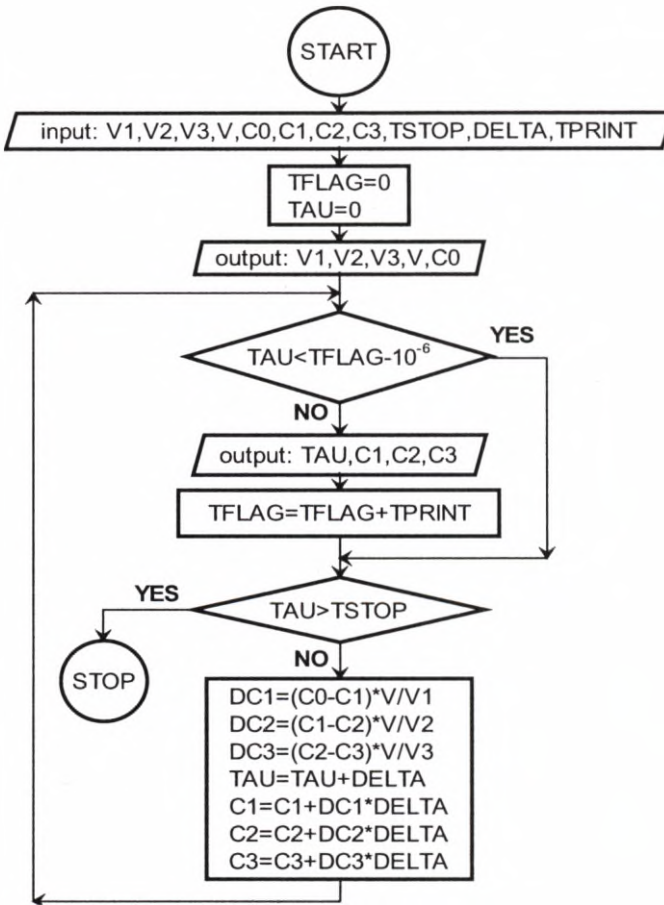 START
input: V1,V2,V3,V,C0,C1,C2,C3,TSTOP,DELTA,TPRINT
TFLAG=0
TAU=0
output: V1,V2,V3,V,C0
TAU<TFLAG-10⁻⁶
YES
NO
output: TAU,C1,C2,C3
TFLAG=TFLAG+TPRINT
YES
TAU>TSTOP
NO
STOP
DC1=(C0-C1)*V/V1
DC2=(C1-C2)*V/V2
DC3=(C2-C3)*V/V3
TAU=TAU+DELTA
C1=C1+DC1*DELTA
C2=C2+DC2*DELTA
C3=C3+DC3*DELTA